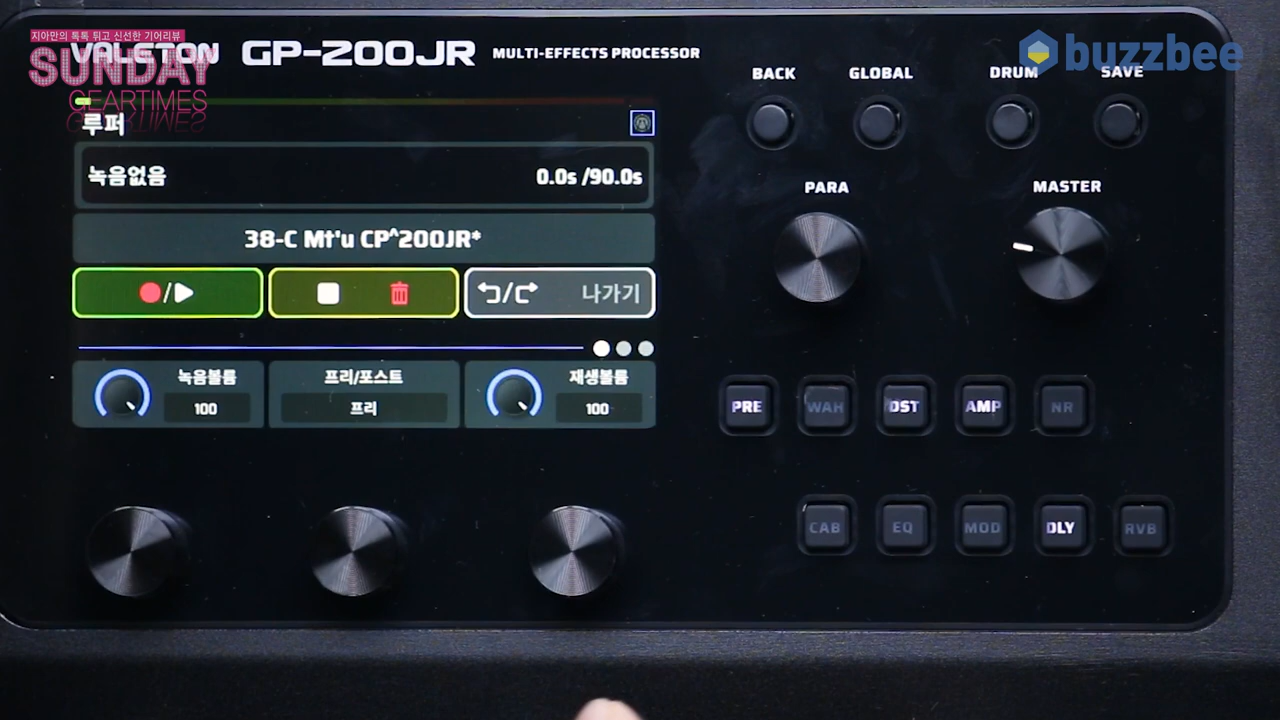 지아만의 톡톡 튀고 신선한 기어리뷰
SUNDAY
GEARTIMES
VALETON GP-200JR MULTI-EFFECTS PROCESSOR
buzzbee
BACK GLOBAL DRUM SAVE
루퍼
녹음없음 0.0s /90.0s
38-C Mt'u CP^200JR*
나가기
녹음볼륨 프리/포스트 재생볼륨
100 프리 100
PARA MASTER
PRE WAH DST AMP NR
CAB EQ MOD DLY RVB